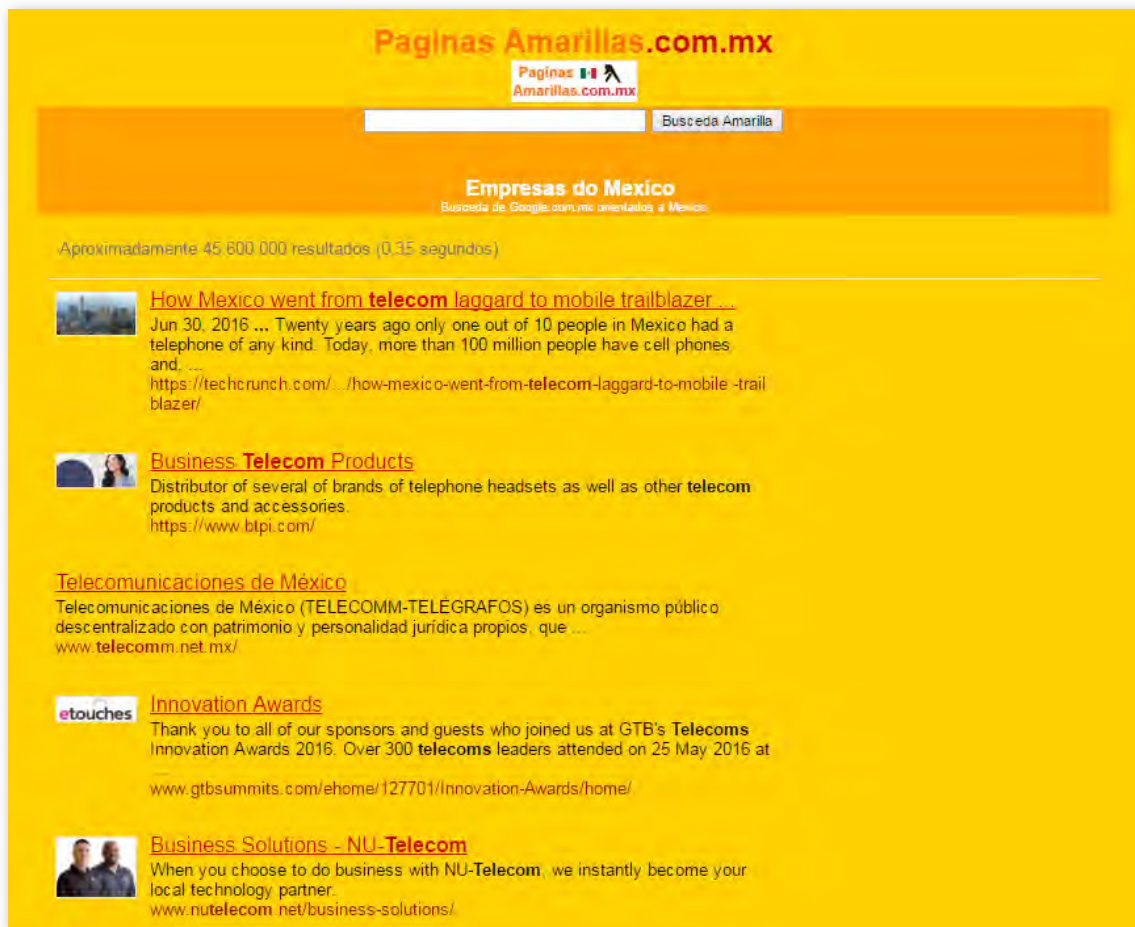 Paginas Amarillas.com.mx
Paginas
Amarillas.com.mx
Busceda Amarilla
Empresas do Mexico
Busceda de Google.com.mx orientados a Mexico
Aproximadamente 45.600.000 resultados (0,35 segundos)
How Mexico went from telecom laggard to mobile trailblazer ...
Jun 30, 2016 ... Twenty years ago only one out of 10 people in Mexico had a
telephone of any kind. Today, more than 100 million people have cell phones
and, ...
https://techcrunch.com/.../how-mexico-went-from-telecom-laggard-to-mobile -trail
blazer/
Business Telecom Products
Distributor of several of brands of telephone headsets as well as other telecom
products and accessories.
https://www.btpi.com/
Telecomunicaciones de México
Telecomunicaciones de México (TELECOMM-TELÉGRAFOS) es un organismo público
descentralizado con patrimonio y personalidad jurídica propios, que ...
www.telecomm.net.mx/
etouches
Innovation Awards
Thank you to all of our sponsors and guests who joined us at GTB's Telecoms
Innovation Awards 2016. Over 300 telecoms leaders attended on 25 May 2016 at
...
www.gtbsummits.com/ehome/127701/Innovation-Awards/home/
Business Solutions - NU-Telecom
When you choose to do business with NU-Telecom, we instantly become your
local technology partner.
www.nutelecom.net/business-solutions/